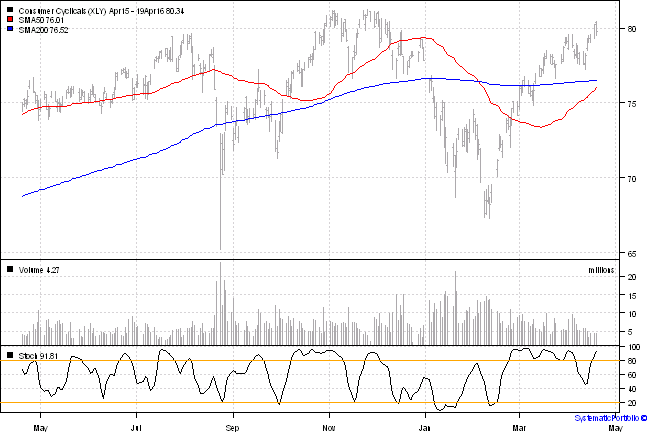 Consumer Cyclicals (XLY) Apr15 - 19Apr16 80.34
SMA50 76.01
SMA200 76.52
80
75
70
65
Volume 4.27
millions
20
15
10
5
Stoch 91.81
100
80
60
40
20
May
Jul
Sep
Nov
Jan
Mar
May
SystematicPortfolio ©